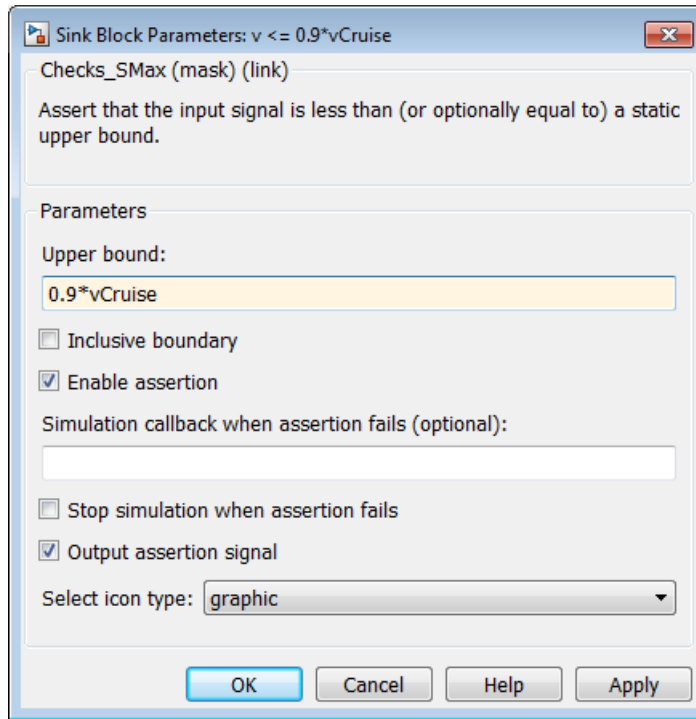 Sink Block Parameters: v <= 0.9*vCruise
Checks_SMax (mask) (link)
Assert that the input signal is less than (or optionally equal to) a static
upper bound.
Parameters
Upper bound:
0.9*vCruise
Inclusive boundary
Enable assertion
Simulation callback when assertion fails (optional):
Stop simulation when assertion fails
Output assertion signal
Select icon type: graphic
OK Cancel Help Apply